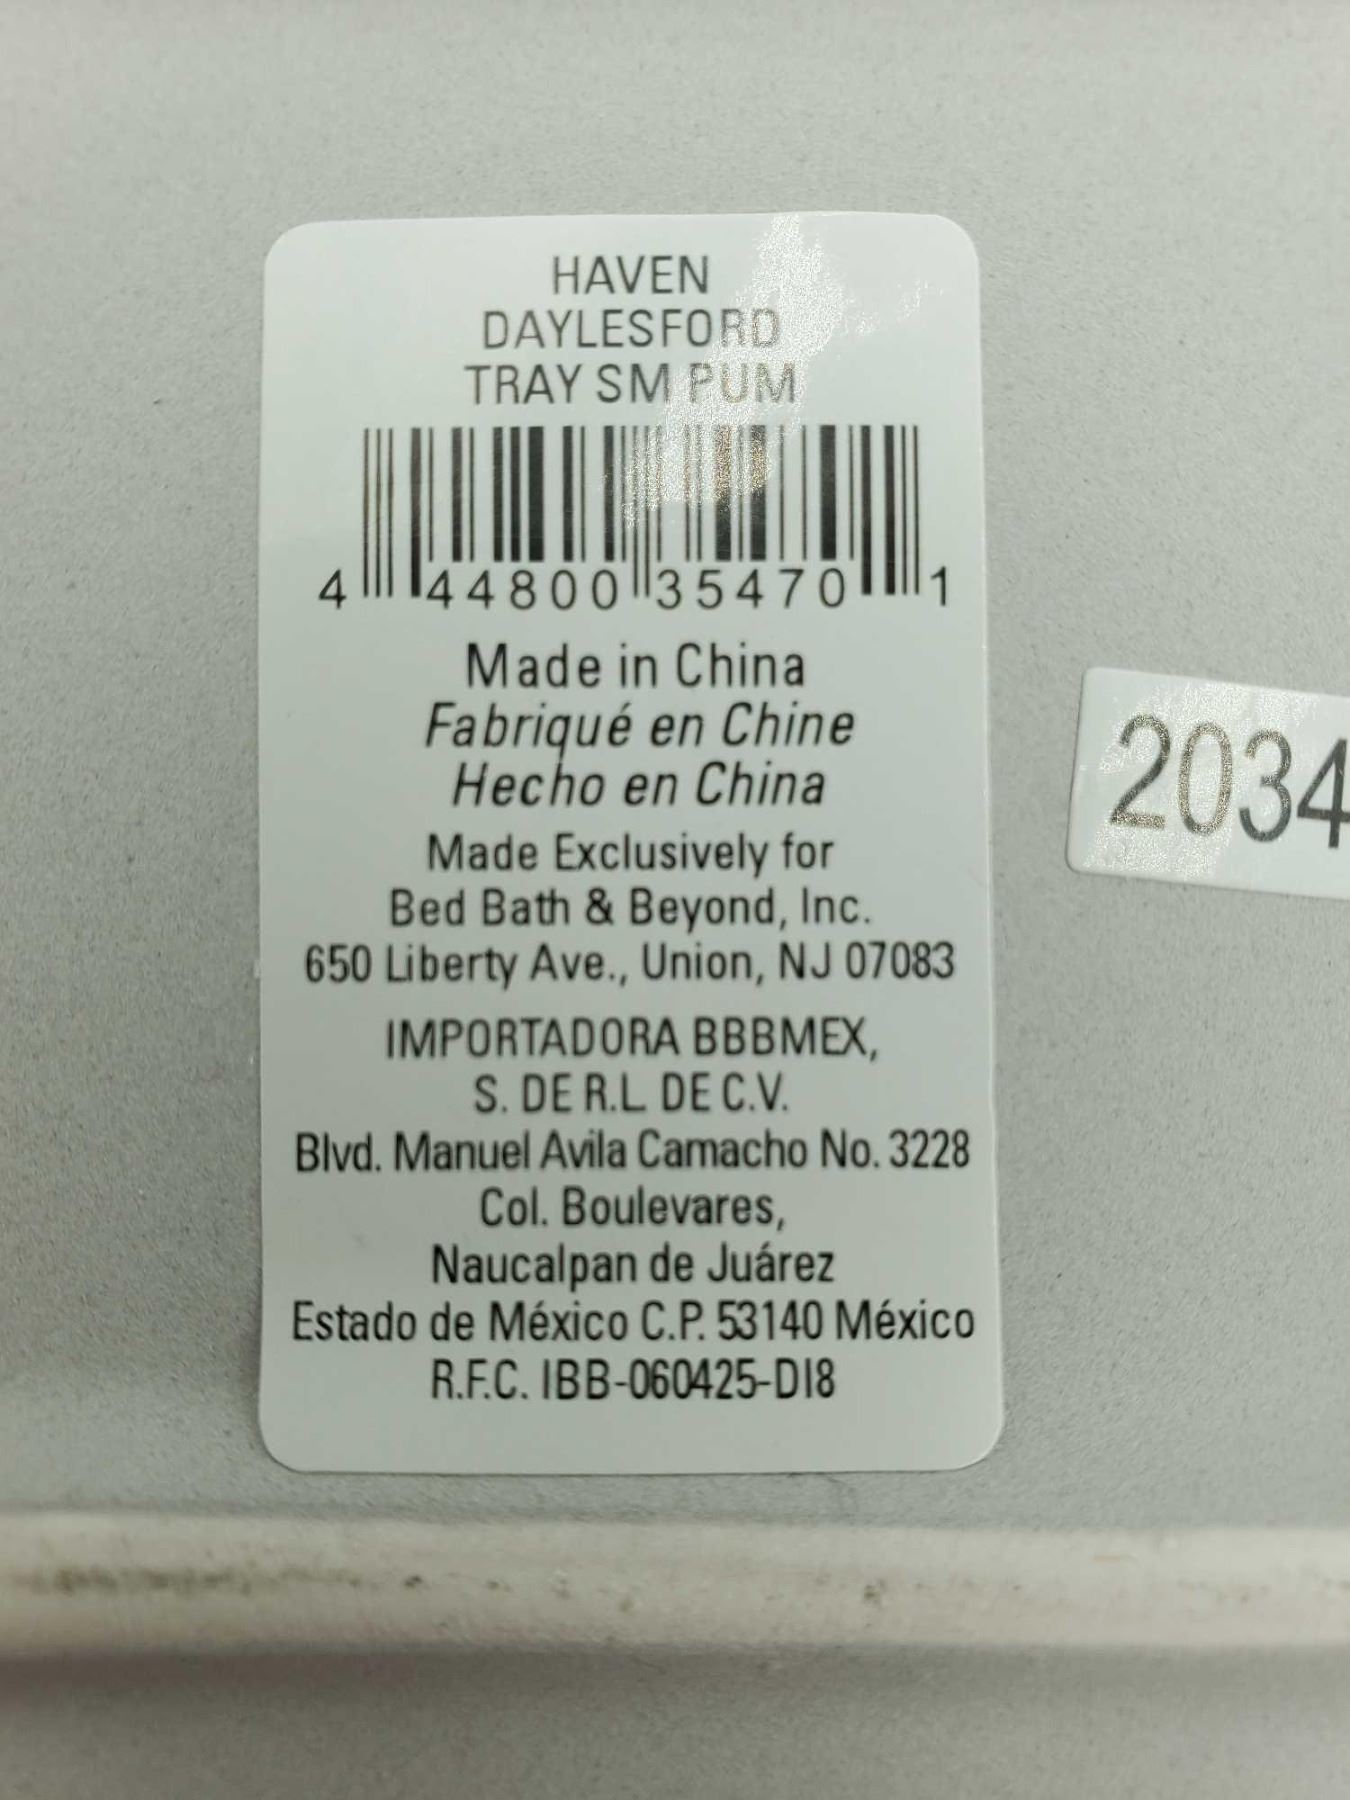 HAVEN
DAYLESFORD
TRAY SM PUM
4 44800 35470 1
Made in China
Fabriqué en Chine
Hecho en China
Made Exclusively for
Bed Bath & Beyond, Inc.
650 Liberty Ave., Union, NJ 07083
IMPORTADORA BBBMEX,
S. DE R.L. DE C.V.
Blvd. Manuel Avila Camacho No. 3228
Col. Boulevares,
Naucalpan de Juárez
Estado de México C.P. 53140 México
R.F.C. IBB-060425-DI8
2034